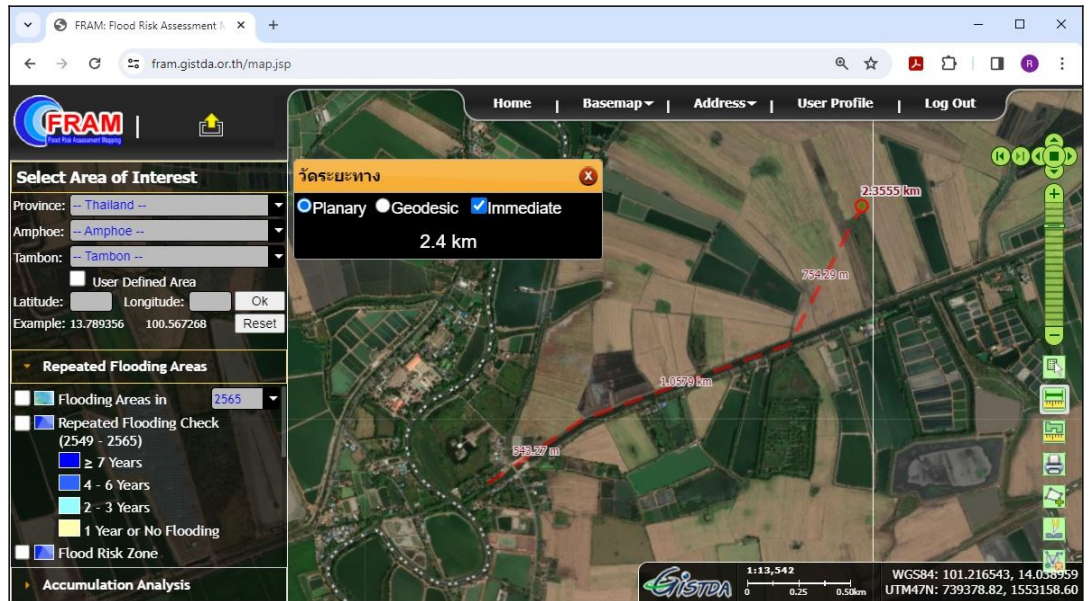 FRAM: Flood Risk Assessment M
fram.gistda.or.th/map.jsp
R
FRAM
Flood Risk Assessment Mapping
Home | Basemap | Address | User Profile | Log Out
Select Area of Interest
Province: -- Thailand --
Amphoe: -- Amphoe --
Tambon: -- Tambon --
User Defined Area
Latitude: Longitude: Ok
Example: 13.789356 100.567268 Reset
Repeated Flooding Areas
Flooding Areas in 2565
Repeated Flooding Check
(2549 - 2565)
≥ 7 Years
4 - 6 Years
2 - 3 Years
1 Year or No Flooding
Flood Risk Zone
Accumulation Analysis
วัดระยะทาง
Planary Geodesic Immediate
2.4 km
2.3555 km
754.29 m
1.0579 km
543.27 m
GISTDA
1:13,542
0 0.25 0.50km
WGS84: 101.216543, 14.038959
UTM47N: 739378.82, 1553158.60